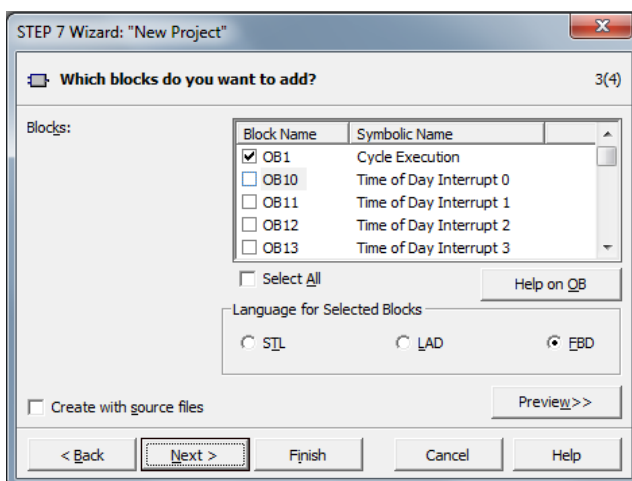 STEP 7 Wizard: "New Project"
Which blocks do you want to add? 3(4)
Blocks:
Block Name Symbolic Name
OB1 Cycle Execution
OB10 Time of Day Interrupt 0
OB11 Time of Day Interrupt 1
OB12 Time of Day Interrupt 2
OB13 Time of Day Interrupt 3
Select All Help on OB
Language for Selected Blocks
STL LAD FBD
Create with source files Preview>>
< Back Next > Finish Cancel Help